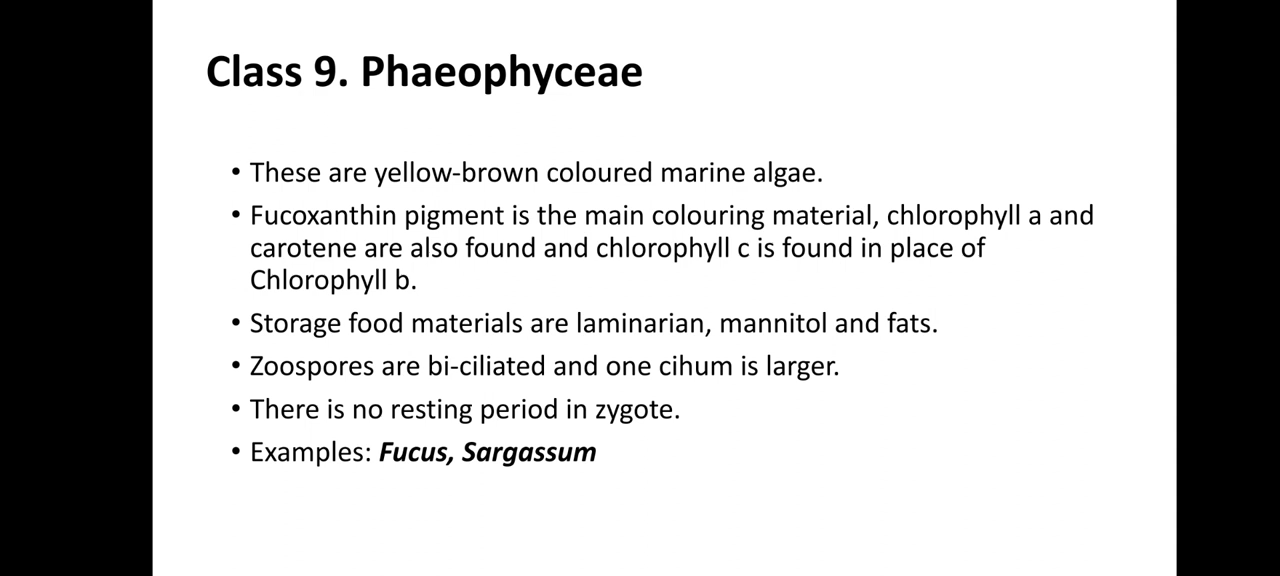 Class 9. Phaeophyceae
• These are yellow-brown coloured marine algae.
• Fucoxanthin pigment is the main colouring material, chlorophyll a and
carotene are also found and chlorophyll c is found in place of
Chlorophyll b.
• Storage food materials are laminarian, mannitol and fats.
• Zoospores are bi-ciliated and one cihum is larger.
• There is no resting period in zygote.
• Examples: Fucus, Sargassum